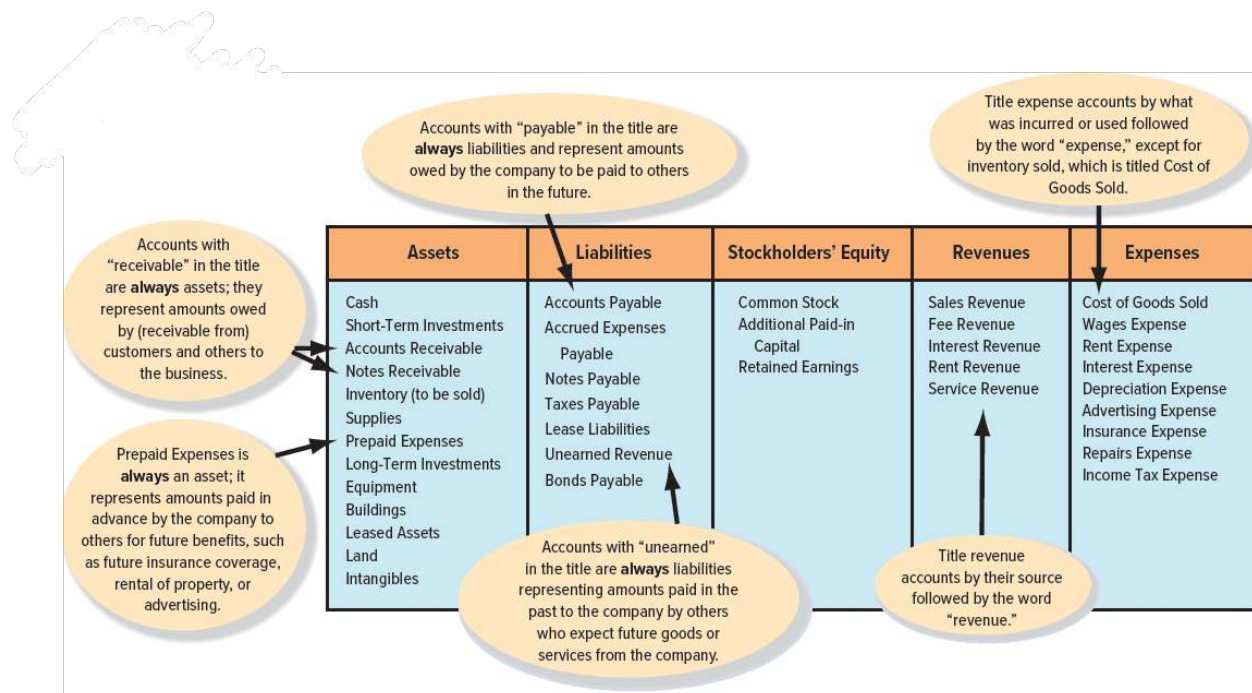 Accounts with “payable” in the title are
always liabilities and represent amounts
owed by the company to be paid to others
in the future.
Title expense accounts by what
was incurred or used followed
by the word “expense,” except for
inventory sold, which is titled Cost of
Goods Sold.
Accounts with
“receivable” in the title
are always assets; they
represent amounts owed
by (receivable from)
customers and others to
the business.
Prepaid Expenses is
always an asset; it
represents amounts paid in
advance by the company to
others for future benefits, such
as future insurance coverage,
rental of property, or
advertising.
Assets
Cash
Short-Term Investments
Accounts Receivable
Notes Receivable
Inventory (to be sold)
Supplies
Prepaid Expenses
Long-Term Investments
Equipment
Buildings
Leased Assets
Land
Intangibles
Liabilities
Accounts Payable
Accrued Expenses
Payable
Notes Payable
Taxes Payable
Lease Liabilities
Unearned Revenue
Bonds Payable
Stockholders’ Equity
Common Stock
Additional Paid-in
Capital
Retained Earnings
Revenues
Sales Revenue
Fee Revenue
Interest Revenue
Rent Revenue
Service Revenue
Expenses
Cost of Goods Sold
Wages Expense
Rent Expense
Interest Expense
Depreciation Expense
Advertising Expense
Insurance Expense
Repairs Expense
Income Tax Expense
Accounts with “unearned”
in the title are always liabilities
representing amounts paid in the
past to the company by others
who expect future goods or
services from the company.
Title revenue
accounts by their source
followed by the word
“revenue.”